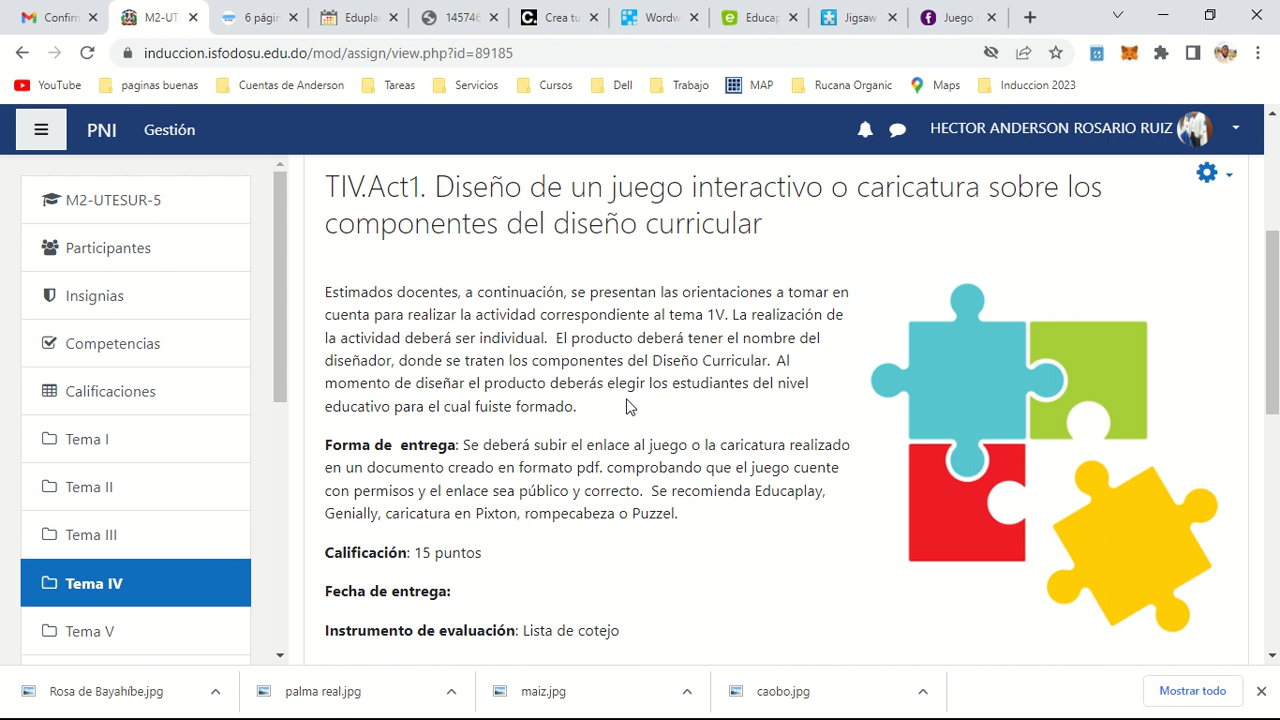 Confirm
M2-UT
6 págin
Eduplan
145746
Crea tu
Wordw
Educap
Jigsaw
Juego d
induccion.isfodosu.edu.do/mod/assign/view.php?id=89185
YouTube
paginas buenas
Cuentas de Anderson
Tareas
Servicios
Cursos
Dell
Trabajo
MAP
Rucana Organic
Maps
Induccion 2023
PNI
Gestión
HECTOR ANDERSON ROSARIO RUIZ
M2-UTESUR-5
Participantes
Insignias
Competencias
Calificaciones
Tema I
Tema II
Tema III
Tema IV
Tema V
TIV.Act1. Diseño de un juego interactivo o caricatura sobre los
componentes del diseño curricular
Estimados docentes, a continuación, se presentan las orientaciones a tomar en
cuenta para realizar la actividad correspondiente al tema 1V. La realización de
la actividad deberá ser individual. El producto deberá tener el nombre del
diseñador, donde se traten los componentes del Diseño Curricular. Al
momento de diseñar el producto deberás elegir los estudiantes del nivel
educativo para el cual fuiste formado.
Forma de entrega: Se deberá subir el enlace al juego o la caricatura realizado
en un documento creado en formato pdf. comprobando que el juego cuente
con permisos y el enlace sea público y correcto. Se recomienda Educaplay,
Genially, caricatura en Pixton, rompecabeza o Puzzel.
Calificación: 15 puntos
Fecha de entrega:
Instrumento de evaluación: Lista de cotejo
Rosa de Bayahíbe.jpg
palma real.jpg
maiz.jpg
caobo.jpg
Mostrar todo